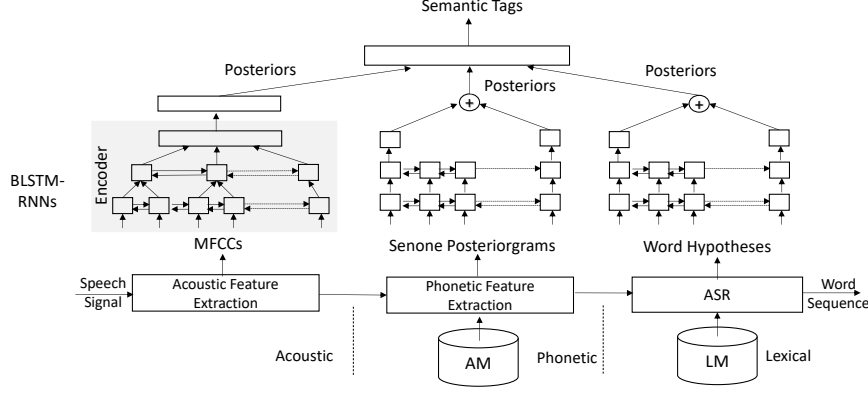 Semantic Tags
Posteriors
Posteriors
Posteriors
+
+
BLSTM-
RNNs
Encoder
MFCCs
Senone Posteriorgrams
Word Hypotheses
Speech
Signal
Acoustic Feature
Extraction
Phonetic Feature
Extraction
ASR
Word
Sequence
Acoustic
AM
Phonetic
LM
Lexical